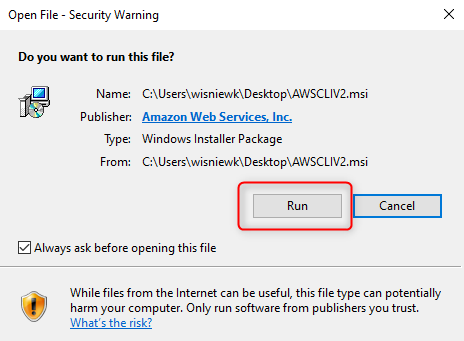 Open File - Security Warning
Do you want to run this file?
Name: C:\Users\wisniewk\Desktop\AWSCLIV2.msi
Publisher: Amazon Web Services, Inc.
Type: Windows Installer Package
From: C:\Users\wisniewk\Desktop\AWSCLIV2.msi
Run Cancel
Always ask before opening this file
While files from the Internet can be useful, this file type can potentially
harm your computer. Only run software from publishers you trust.
What's the risk?